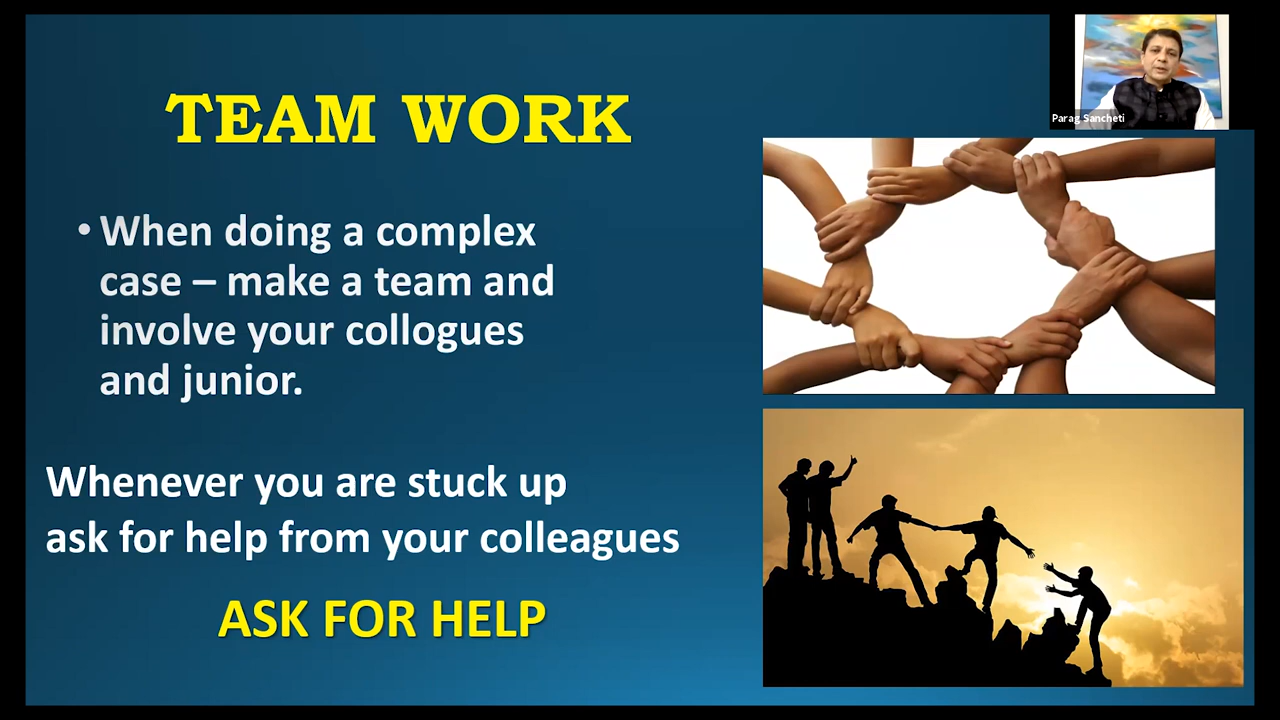 Parag Sancheti
TEAM WORK
• When doing a complex
case – make a team and
involve your collogues
and junior.
Whenever you are stuck up
ask for help from your colleagues
ASK FOR HELP